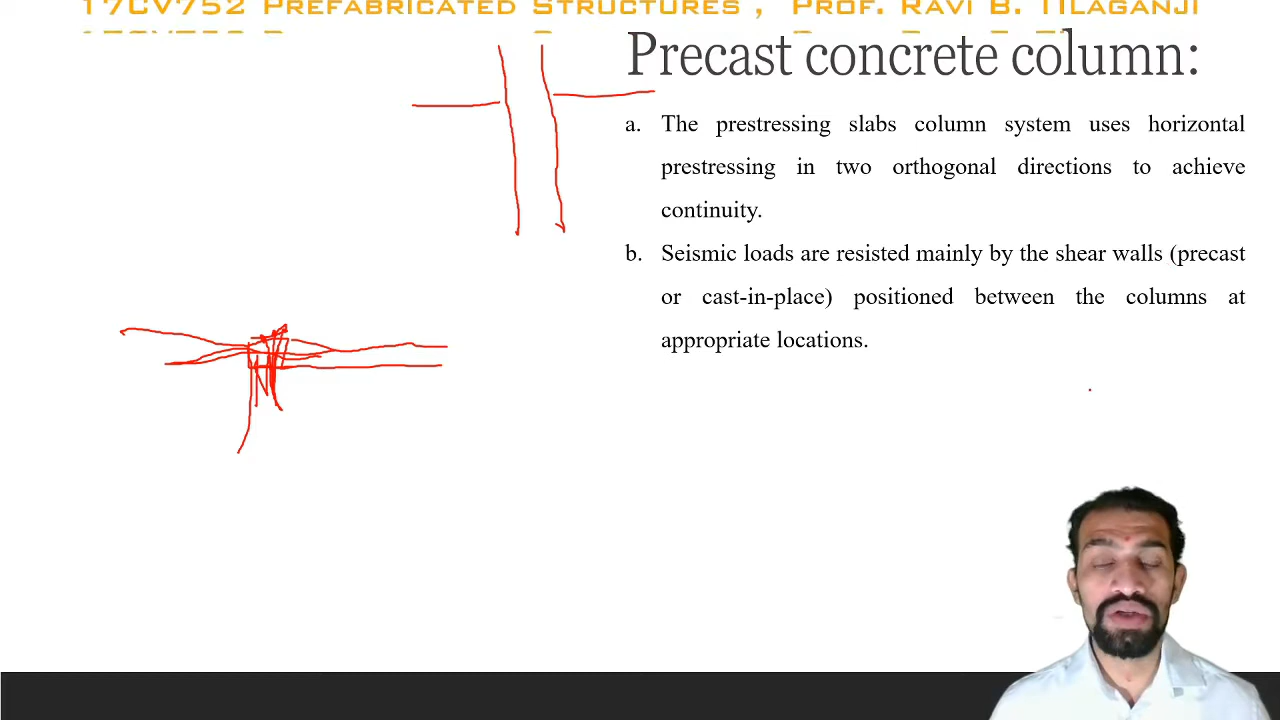 17CV752 PREFABRICATED STRUCTURES , PROF. RAVI B. TILAGANJI
Precast concrete column:
a. The prestressing slabs column system uses horizontal
prestressing in two orthogonal directions to achieve
continuity.
b. Seismic loads are resisted mainly by the shear walls (precast
or cast-in-place) positioned between the columns at
appropriate locations.